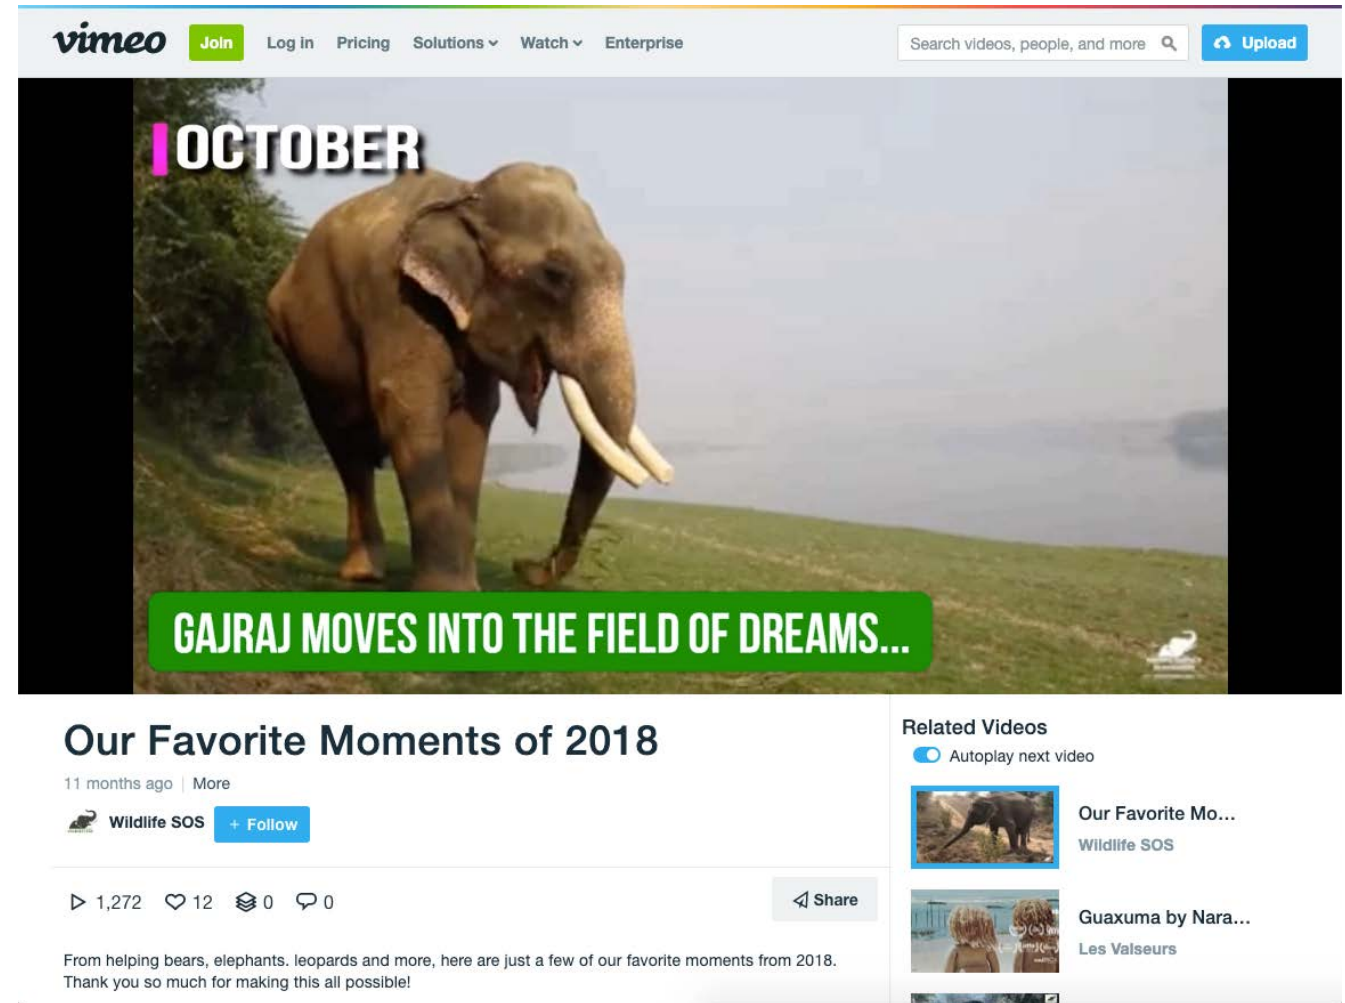 vimeo Join Log in Pricing Solutions Watch Enterprise Search videos, people, and more Upload
OCTOBER
GAJRAJ MOVES INTO THE FIELD OF DREAMS...
Our Favorite Moments of 2018
11 months ago | More
Wildlife SOS + Follow
1,272 12 0 0 Share
From helping bears, elephants. leopards and more, here are just a few of our favorite moments from 2018.
Thank you so much for making this all possible!
Related Videos
Autoplay next video
Our Favorite Mo...
Wildlife SOS
Guaxuma by Nara...
Les Valseurs